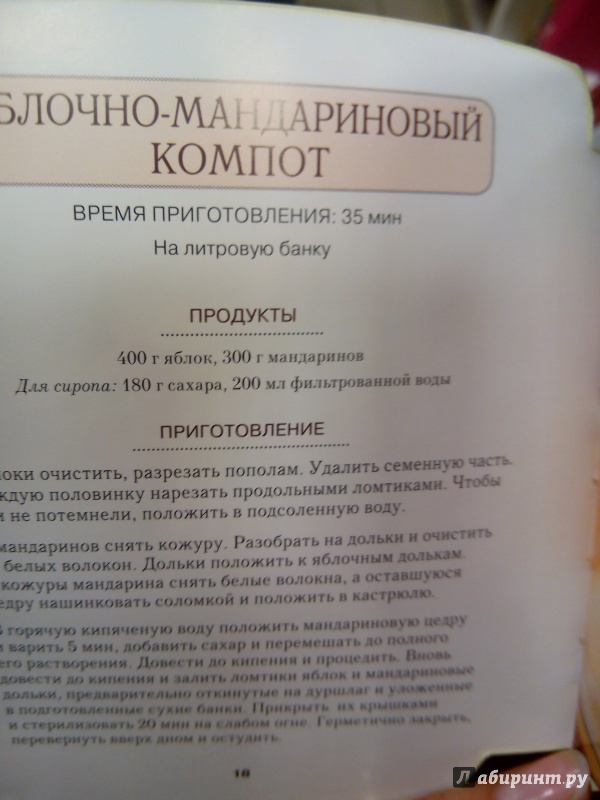 БЛОЧНО-МАНДАРИНОВЫЙ
КОМПОТ
ВРЕМЯ ПРИГОТОВЛЕНИЯ: 35 мин
На литровую банку
ПРОДУКТЫ
400 г яблок, 300 г мандаринов
Для сиропа: 180 г сахара, 200 мл фильтрованной воды
ПРИГОТОВЛЕНИЕ
локи очистить, разрезать пополам. Удалить семенную часть.
ждую половинку нарезать продольными ломтиками. Чтобы
и не потемнели, положить в подсоленную воду.
мандаринов снять кожуру. Разобрать на дольки и очистить
белых волокон. Дольки положить к яблочным долькам.
кожуры мандарина снять белые волокна, а оставшуюся
едру нашинковать соломкой и положить в кастрюлю.
В горячую кипяченую воду положить мандариновую цедру
и варить 5 мин, добавить сахар и перемешать до полного
его растворения. Довести до кипения и процедить. Вновь
довести до кипения и залить ломтики яблок и мандариновые
дольки, предварительно откинутые на дуршлаг и уложенные
в подготовленные сухие банки. Прикрыть их крышками
и стерилизовать 20 мин на слабом огне. Герметично закрыть,
перевернуть вверх дном и остудить.
18
Лабиринт.ру